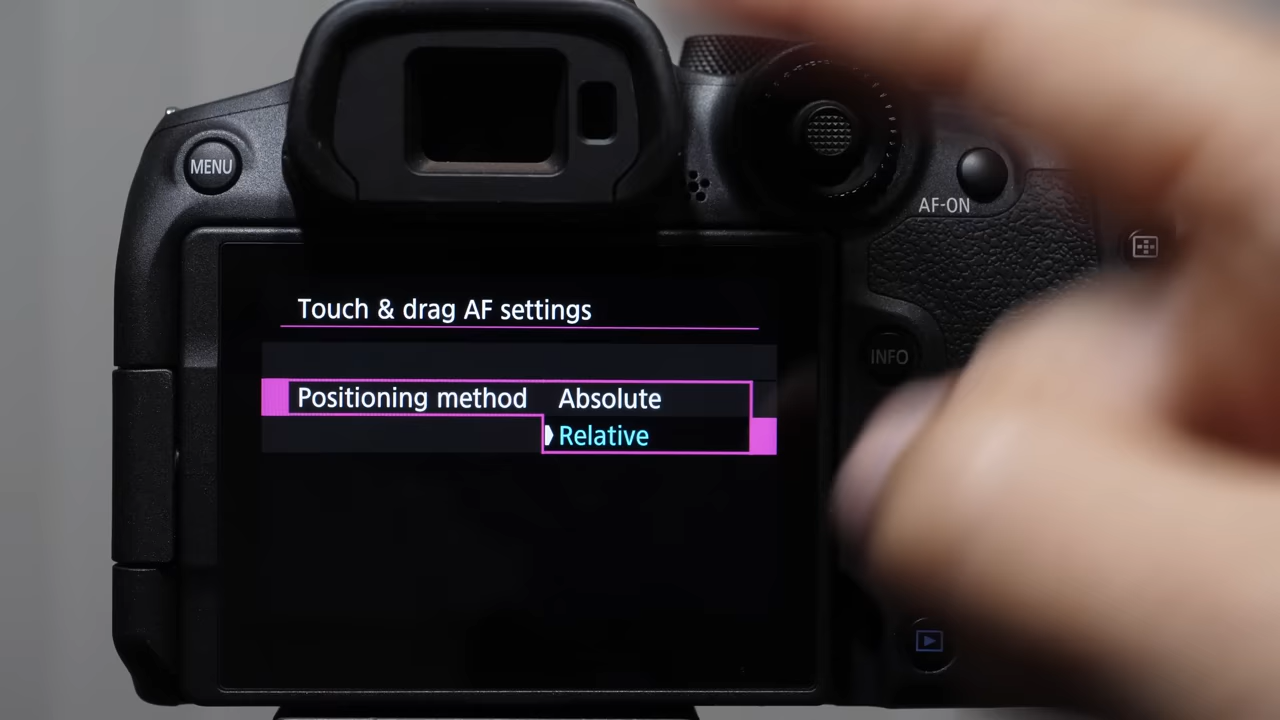 MENU
AF-ON
Touch & drag AF settings
INFO
Positioning method Absolute
Relative